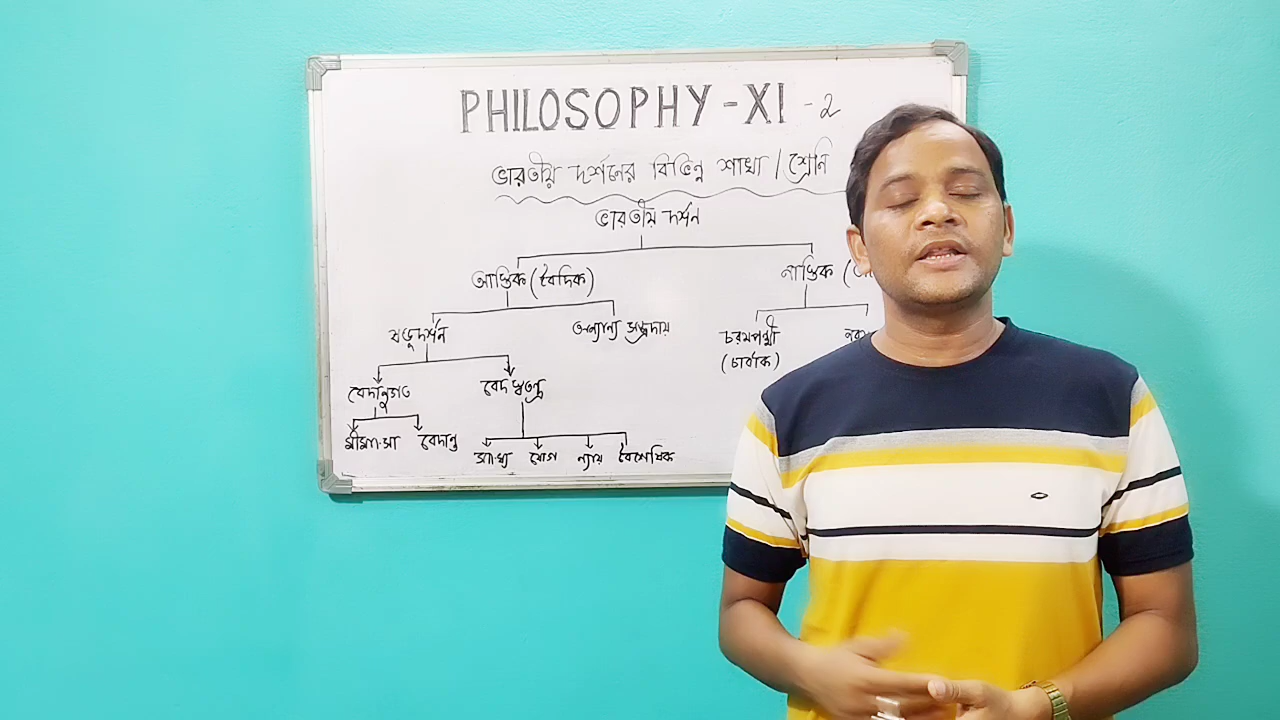 PHILOSOPHY - XI - 2
ভারতীয় দর্শনের বিভিন্ন শাখা / শ্রেনি
ভারতীয় দর্শন
আস্তিক (বৈদিক) নাস্তিক
ষড়্দর্শন অন্যান্য সম্প্রদায় চরমপন্থী
(চার্বাক)
বেদানুগত বেদ স্বতন্ত্র
মীমাংসা বেদান্ত সাংখ্য যোগ ন্যায় বৈশেষিক